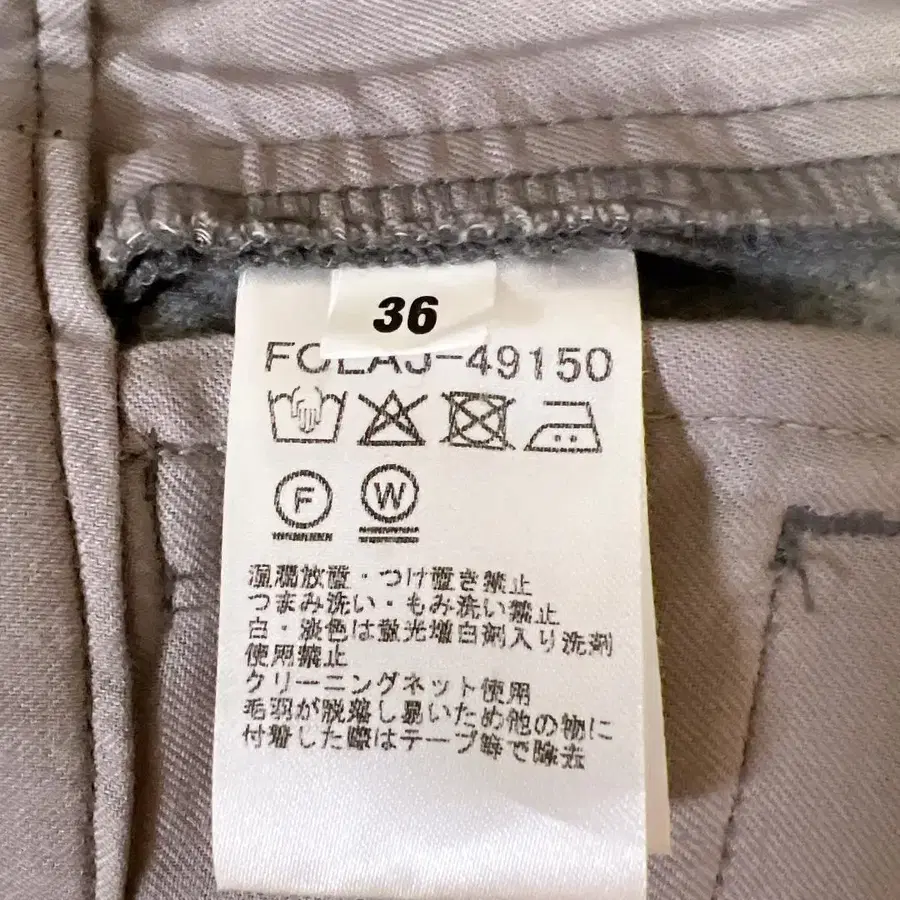 36
FCLAJ-49150
F W
湿潤放置・つけ置き禁止
つまみ洗い・もみ洗い禁止
白・淡色は蛍光増白剤入り洗剤
使用禁止
クリーニングネット使用
毛羽が脱落し易いため他の物に
付着した際はテープ等で除去